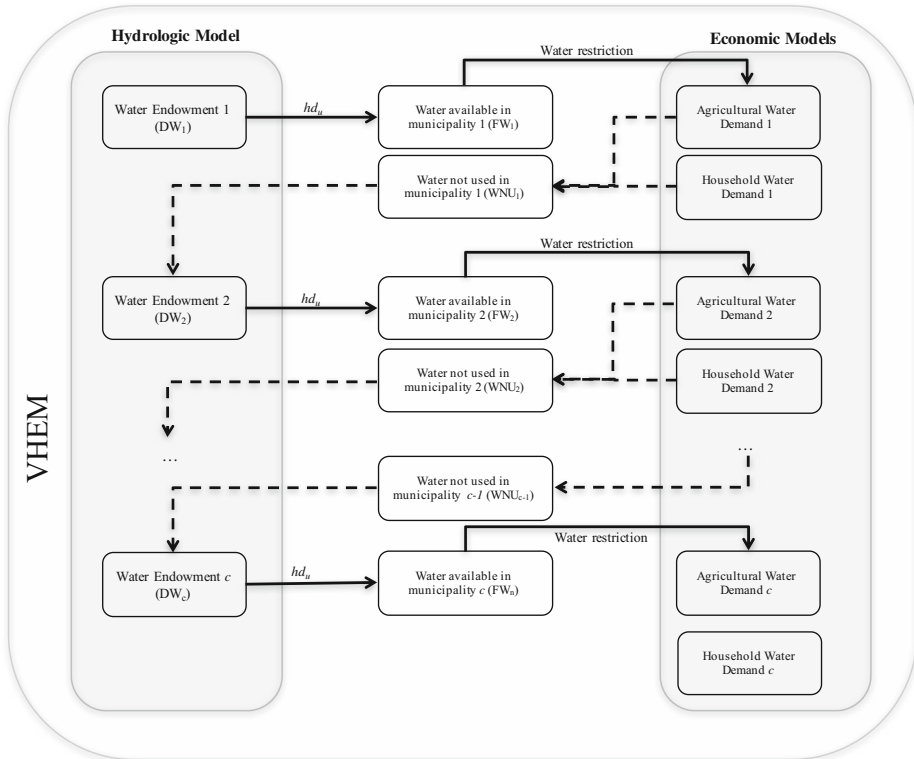 Hydrologic Model
Economic Models
Water restriction
Water Endowment 1
(DW₁)
hdᵤ
Water available in
municipality 1 (FW₁)
Agricultural Water
Demand 1
Water not used in
municipality 1 (WNU₁)
Household Water
Demand 1
Water restriction
Water Endowment 2
(DW₂)
hdᵤ
Water available in
municipality 2 (FW₂)
Agricultural Water
Demand 2
Water not used in
municipality 2 (WNU₂)
Household Water
Demand 2
VHEM
...
...
Water not used in
municipality c-1 (WNU_c-1)
Water restriction
Water Endowment c
(DW_c)
hdᵤ
Water available in
municipality c (FWₙ)
Agricultural Water
Demand c
Household Water
Demand c